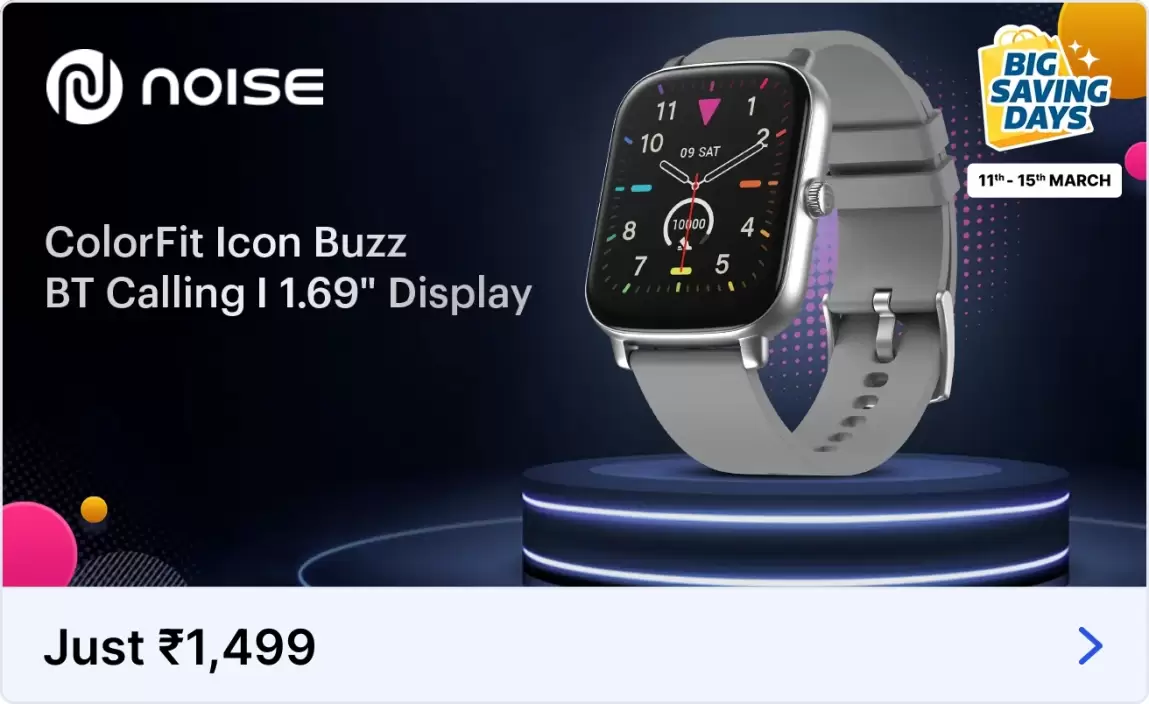 NOISE
BIG
SAVING
DAYS
11th - 15th MARCH
ColorFit Icon Buzz
BT Calling I 1.69" Display
11
1
10
2
09 SAT
8
10000
4
7
5
Just ₹1,499